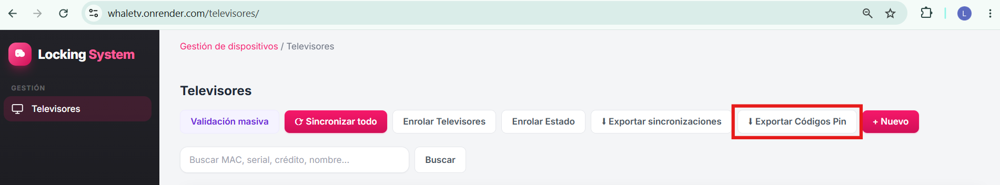 whaletv.onrender.com/televisores/
L
Locking System
GESTIÓN
Televisores
Gestión de dispositivos / Televisores
Televisores
Validación masiva
Sincronizar todo
Enrolar Televisores
Enrolar Estado
⬇ Exportar sincronizaciones
⬇ Exportar Códigos Pin
+ Nuevo
Buscar MAC, serial, crédito, nombre...
Buscar